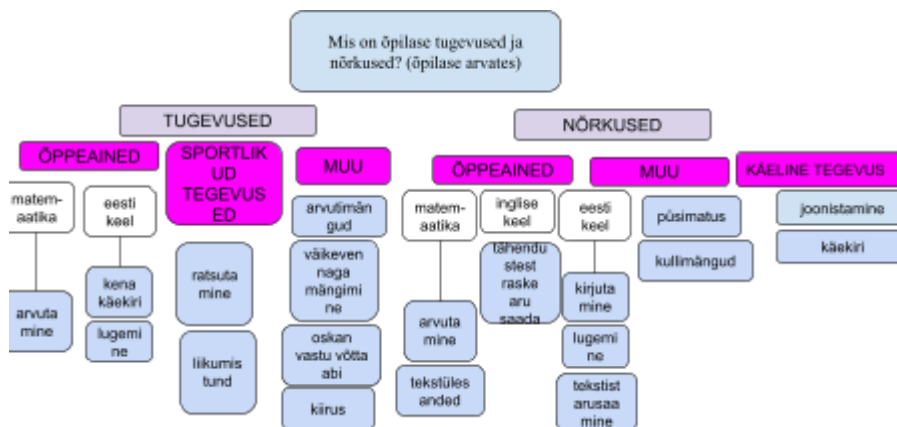 Mis on õpilase tugevused ja
nõrkused? (õpilase arvates)
TUGEVUSED
NÕRKUSED
ÕPPEAINED
SPORTLIK
UD
TEGEVUS
ED
MUU
ÕPPEAINED
MUU
KÄELINE TEGEVUS
matem-
aatika
arvuta
mine
eesti
keel
kena
käekiri
lugemi
ne
ratsuta
mine
liikumis
tund
arvutimän
gud
väikeven
naga
mängimi
ne
oskan
vastu võtta
abi
kiirus
matem-
aatika
arvuta
mine
tekstüles
anded
inglise
keel
tähendu
stest
raske
aru
saada
eesti
keel
kirjuta
mine
lugemi
ne
tekstist
arusaa
mine
püsimatus
kullimängud
joonistamine
käekiri